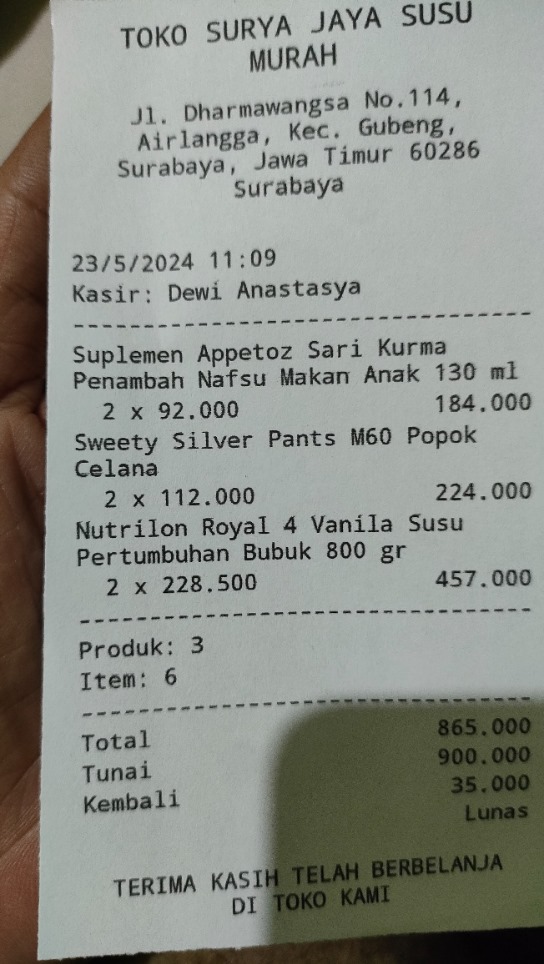 TOKO SURYA JAYA SUSU
MURAH
Jl. Dharmawangsa No.114,
Airlangga, Kec. Gubeng,
Surabaya, Jawa Timur 60286
Surabaya
23/5/2024 11:09
Kasir: Dewi Anastasya
--------------------------------
Suplemen Appetoz Sari Kurma
Penambah Nafsu Makan Anak 130 ml
2 x 92.000 184.000
Sweety Silver Pants M60 Popok
Celana
2 x 112.000 224.000
Nutrilon Royal 4 Vanila Susu
Pertumbuhan Bubuk 800 gr
2 x 228.500 457.000
--------------------------------
Produk: 3
Item: 6
--------------------------------
Total 865.000
Tunai 900.000
Kembali 35.000
Lunas
TERIMA KASIH TELAH BERBELANJA
DI TOKO KAMI